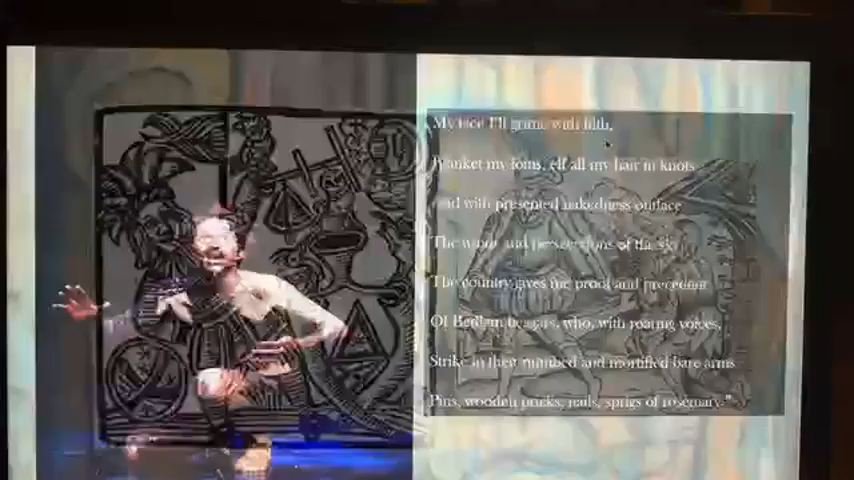 My face I'll grime with filth,
Blanket my loins, elf all my hair in knots
And with presented nakedness outface
The winds and persecutions of the sky.
The country gives me proof and precedent
Of Bedlam beggars, who, with roaring voices,
Strike in their numbed and mortified bare arms
Pins, wooden pricks, nails, sprigs of rosemary."